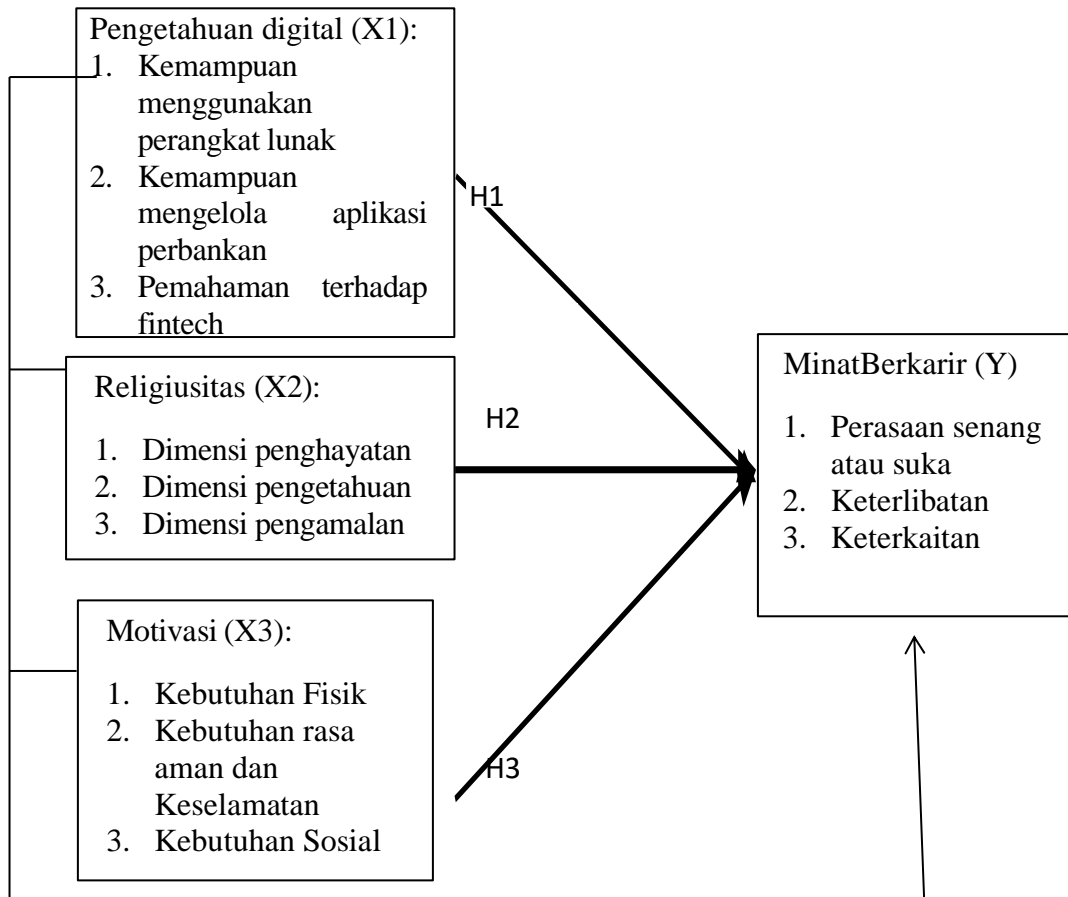 Pengetahuan digital (X1):
1. Kemampuan
menggunakan
perangkat lunak
2. Kemampuan
mengelola aplikasi
perbankan
3. Pemahaman terhadap
fintech
H1
Religiusitas (X2):
1. Dimensi penghayatan
2. Dimensi pengetahuan
3. Dimensi pengamalan
H2
Motivasi (X3):
1. Kebutuhan Fisik
2. Kebutuhan rasa
aman dan
Keselamatan
3. Kebutuhan Sosial
H3
MinatBerkarir (Y)
1. Perasaan senang
atau suka
2. Keterlibatan
3. Keterkaitan